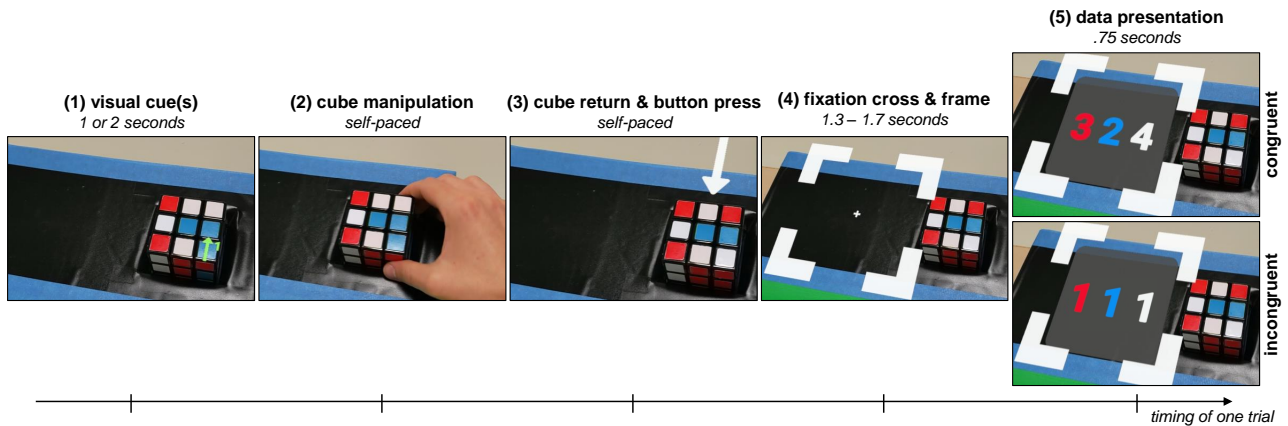 (1) visual cue(s)
1 or 2 seconds
(2) cube manipulation
self-paced
(3) cube return & button press
self-paced
(4) fixation cross & frame
1.3 – 1.7 seconds
(5) data presentation
.75 seconds
3 2 4
congruent
1 1 1
incongruent
timing of one trial